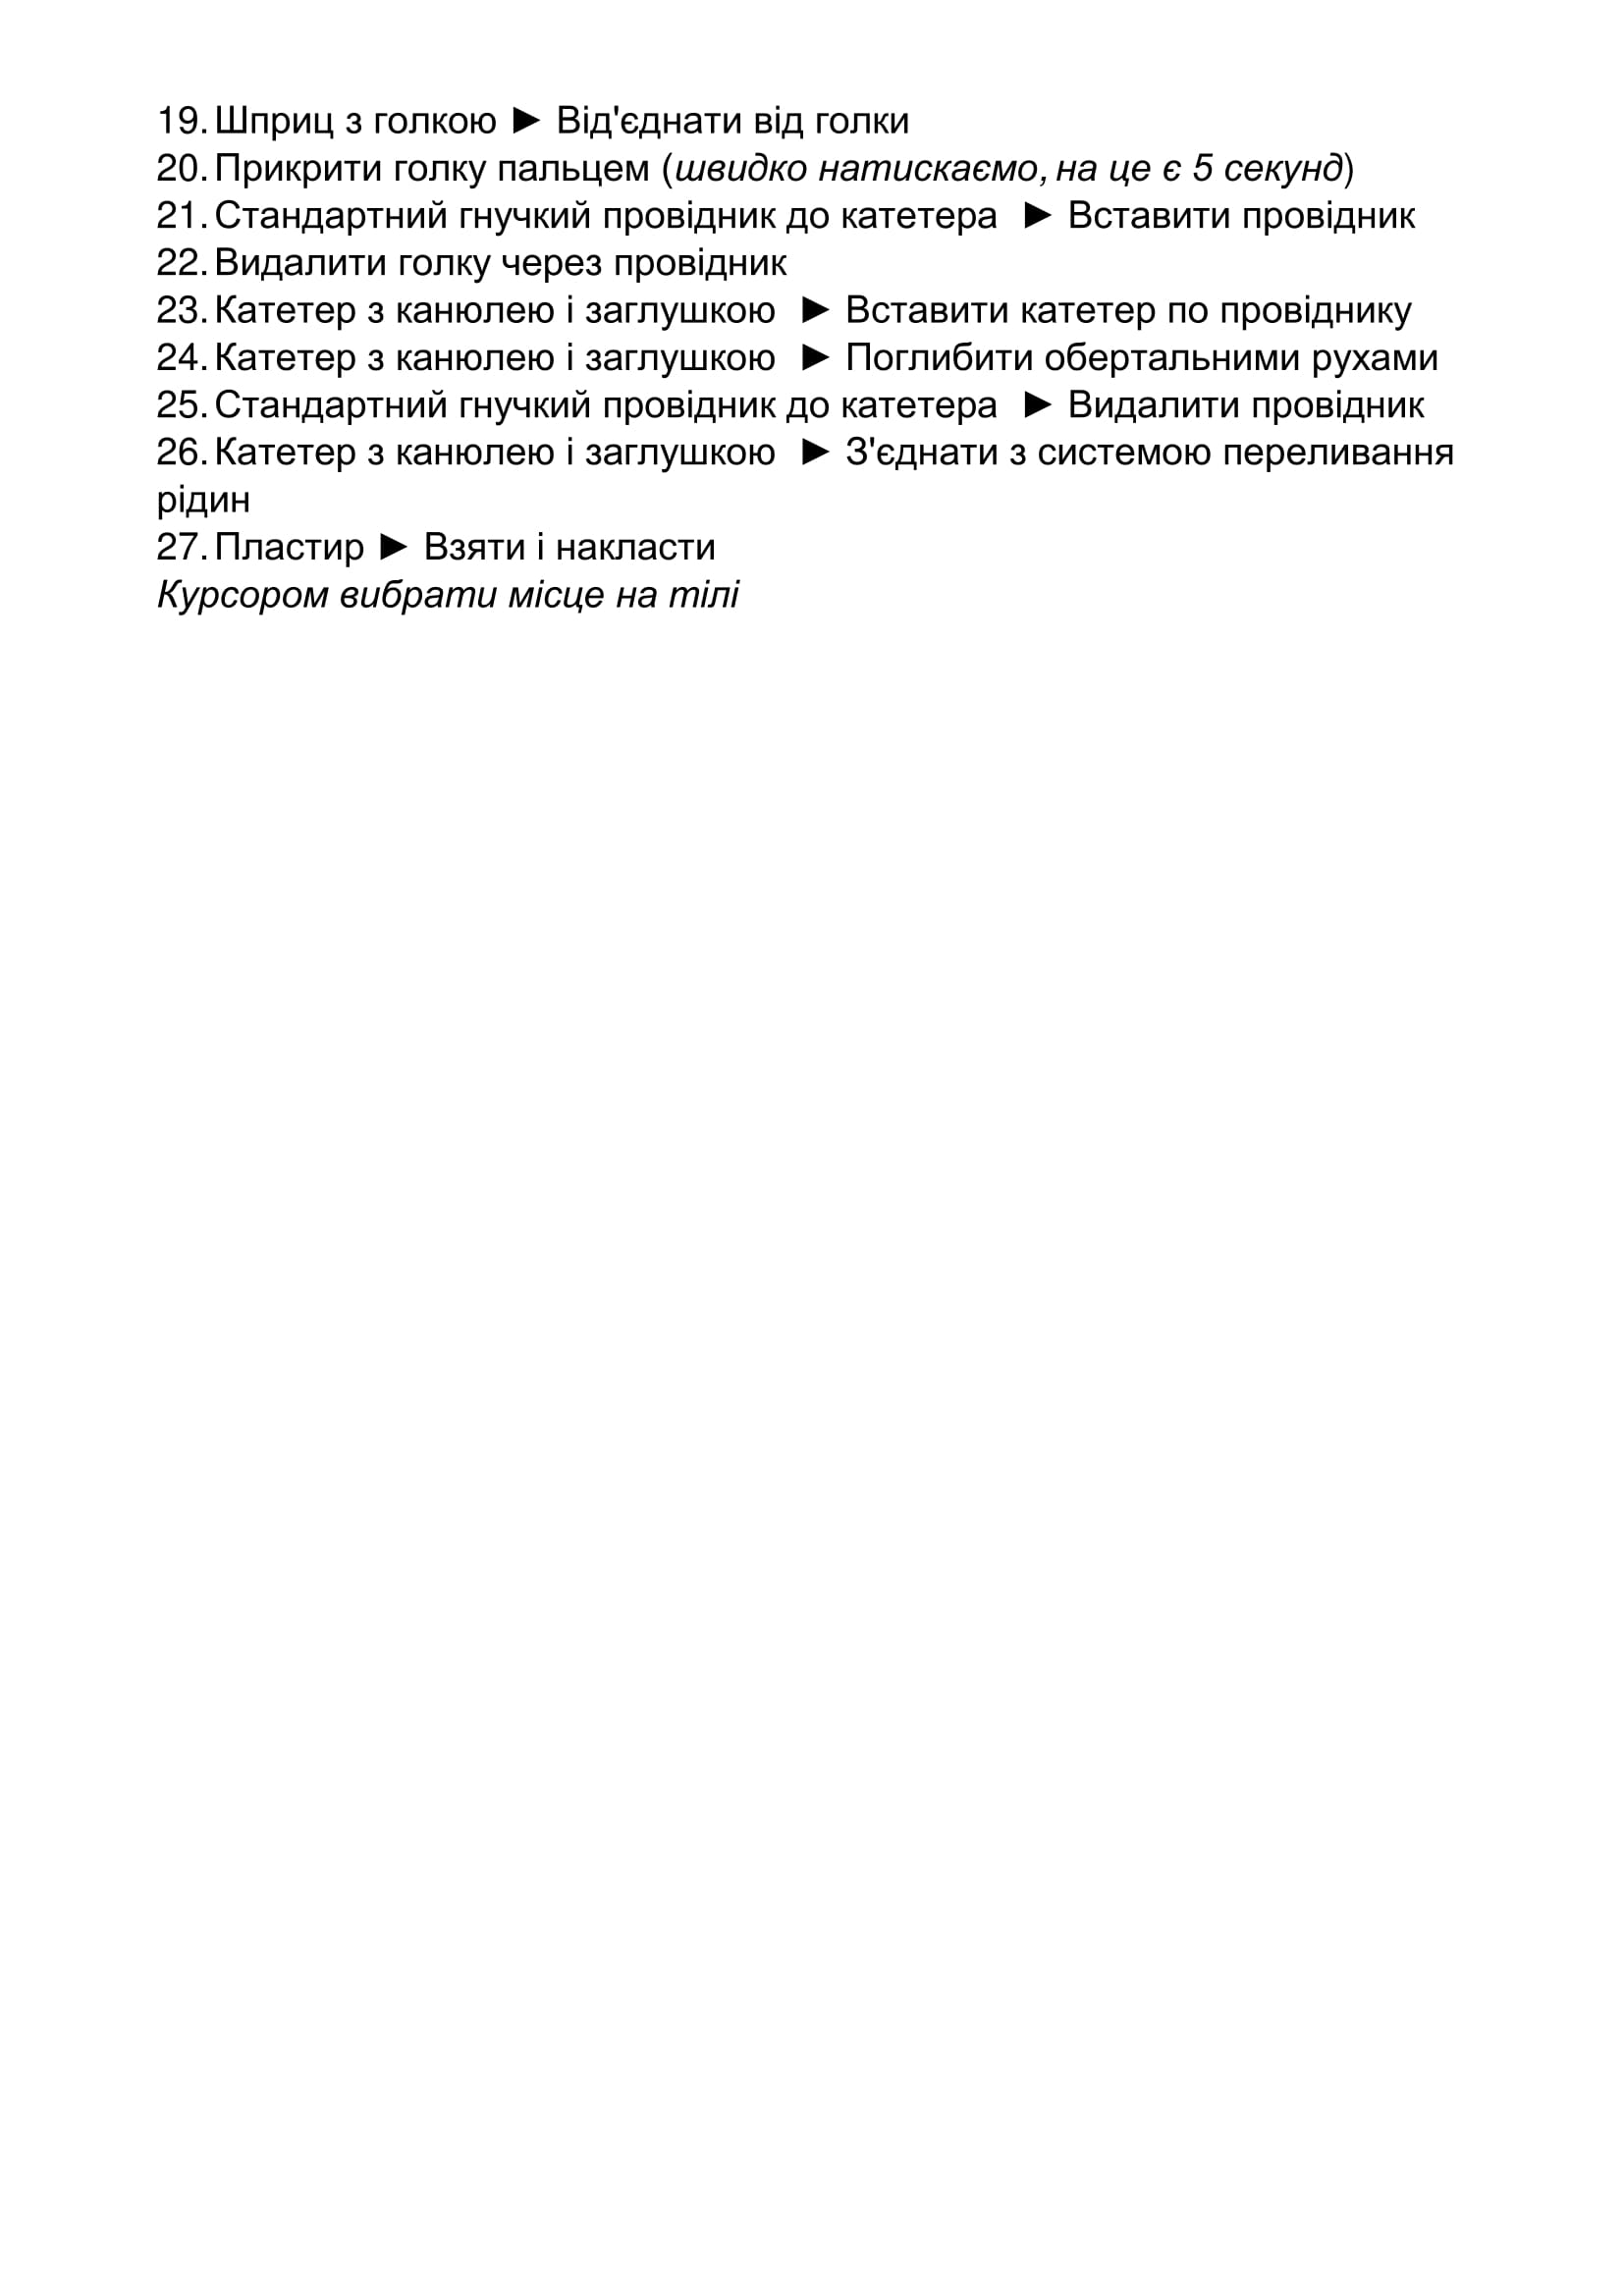 19. Шприц з голкою ► Від'єднати від голки
20. Прикрити голку пальцем (швидко натискаємо, на це є 5 секунд)
21. Стандартний гнучкий провідник до катетера ► Вставити провідник
22. Видалити голку через провідник
23. Катетер з канюлею і заглушкою ► Вставити катетер по провіднику
24. Катетер з канюлею і заглушкою ► Поглибити обертальними рухами
25. Стандартний гнучкий провідник до катетера ► Видалити провідник
26. Катетер з канюлею і заглушкою ► З'єднати з системою переливання
рідин
27. Пластир ► Взяти і накласти
Курсором вибрати місце на тілі